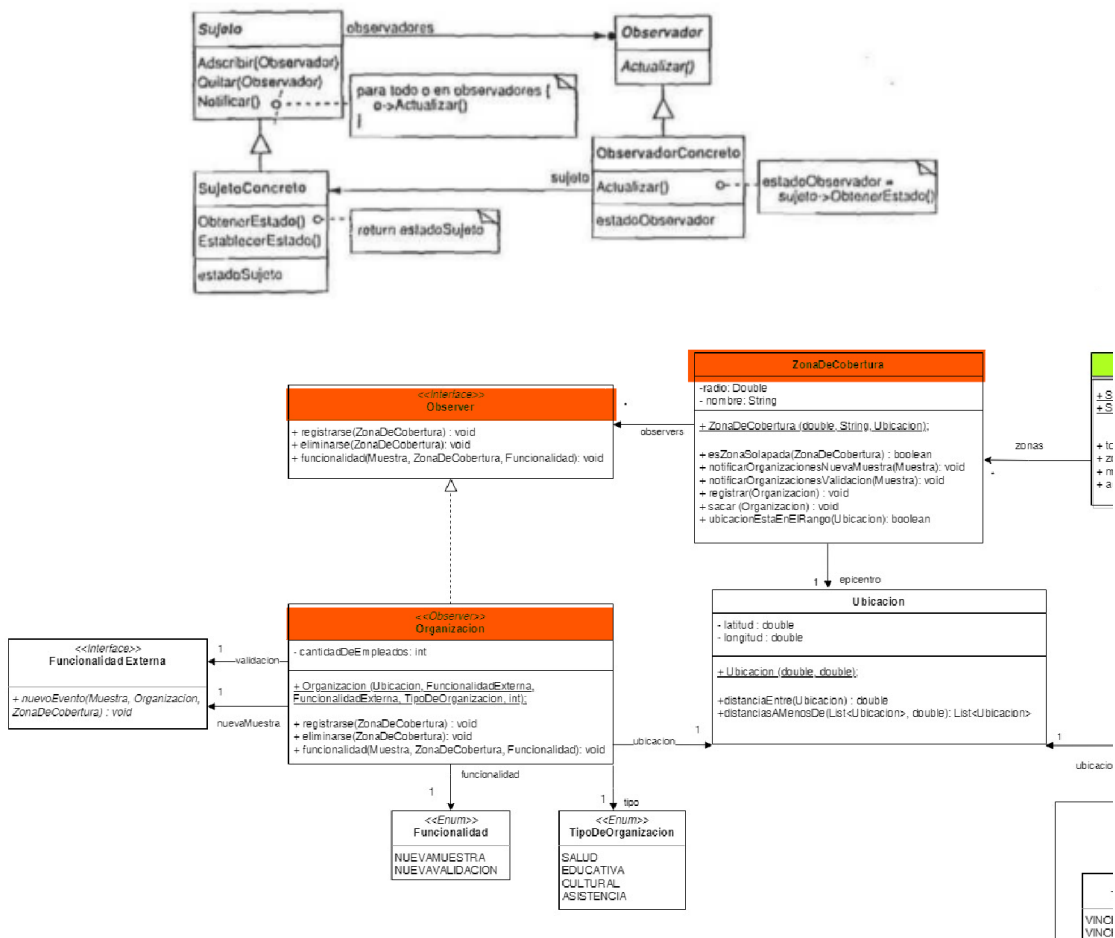 Sujeto
observadores
Observador
Adscribir(Observador)
Quitar(Observador)
Notificar()
Actualizar()
para todo o en observadores {
o->Actualizar()
}
SujetoConcreto
sujeto
ObservadorConcreto
ObtenerEstado()
EstablecerEstado()
return estadoSujeto
Actualizar()
estadoObservador =
sujeto->ObtenerEstado()
estadoSujeto
estadoObservador
<<Interface>>
Observer
+ registrarse(ZonaDeCobertura) : void
+ eliminarse(ZonaDeCobertura): void
+ funcionalidad(Muestra, ZonaDeCobertura, Funcionalidad): void
observers
ZonaDeCobertura
-radio: Double
- nombre: String
+ ZonaDeCobertura (double, String, Ubicacion);
+ esZonaSolapada(ZonaDeCobertura) : boolean
+ notificarOrganizacionesNuevaMuestra(Muestra): void
+ notificarOrganizacionesValidacion(Muestra): void
+ registrar(Organizacion) : void
+ sacar (Organizacion) : void
+ ubicacionEstaEnElRango(Ubicacion): boolean
zonas
+ S
+ S
+ to
+ z
+ m
+ a
1 epicentro
Ubicacion
- latitud : double
- longitud : double
+ Ubicacion (double, double);
+distanciaEntre(Ubicacion) : double
+distanciasAMenosDe(List<Ubicacion>, double): List<Ubicacion>
<<Observer>>
Organizacion
- cantidadDeEmpleados: int
+ Organizacion (Ubicacion, FuncionalidadExterna,
FuncionalidadExterna, TipoDeOrganizacion, int);
+ registrarse(ZonaDeCobertura) : void
+ eliminarse(ZonaDeCobertura): void
+ funcionalidad(Muestra, ZonaDeCobertura, Funcionalidad): void
<<Interface>>
Funcionalidad Externa
+ nuevoEvento(Muestra, Organizacion,
ZonaDeCobertura) : void
1
validacion
1
nuevaMuestra
ubicacion
1
1
ubicacion
funcionalidad
1
1 tipo
<<Enum>>
Funcionalidad
NUEVAMUESTRA
NUEVAVALIDACION
<<Enum>>
TipoDeOrganizacion
SALUD
EDUCATIVA
CULTURAL
ASISTENCIA
VINC
VINC